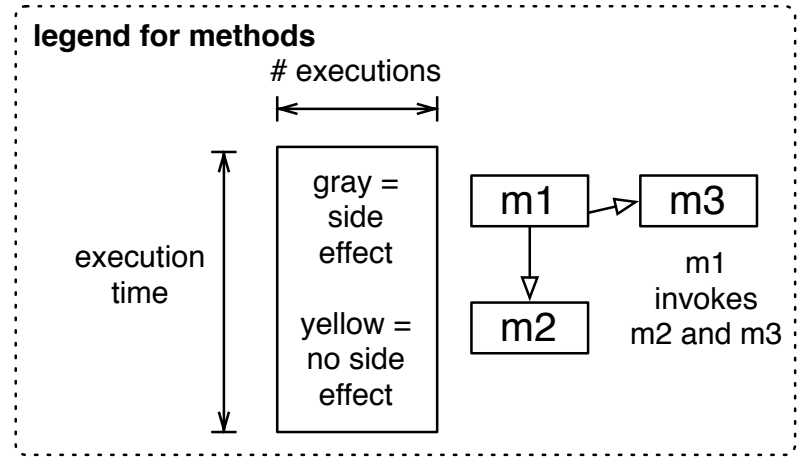 legend for methods
# executions
gray =
side
effect
yellow =
no side
effect
execution
time
m1
m3
m2
m1
invokes
m2 and m3